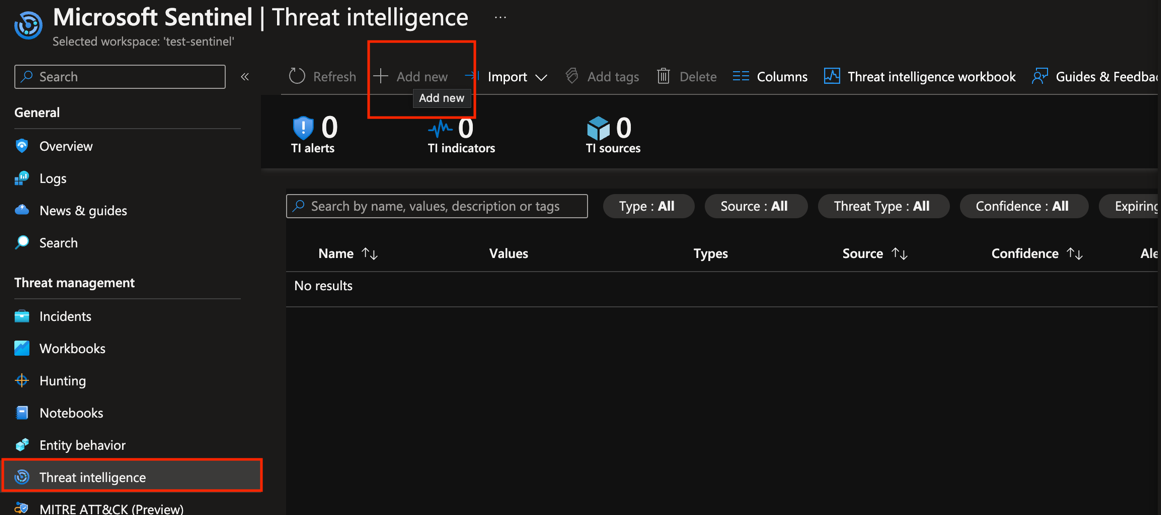 Microsoft Sentinel | Threat intelligence ...
Selected workspace: 'test-sentinel'
Search
«
Refresh
Add new
Import
Add tags
Delete
Columns
Threat intelligence workbook
Guides & Feedbac
Add new
General
Overview
Logs
News & guides
Search
Threat management
Incidents
Workbooks
Hunting
Notebooks
Entity behavior
Threat intelligence
MITRE ATT&CK (Preview)
0
TI alerts
0
TI indicators
0
TI sources
Search by name, values, description or tags
Type : All
Source : All
Threat Type : All
Confidence : All
Expiring
Name ↑↓
Values
Types
Source ↑↓
Confidence ↑↓
Ale
No results